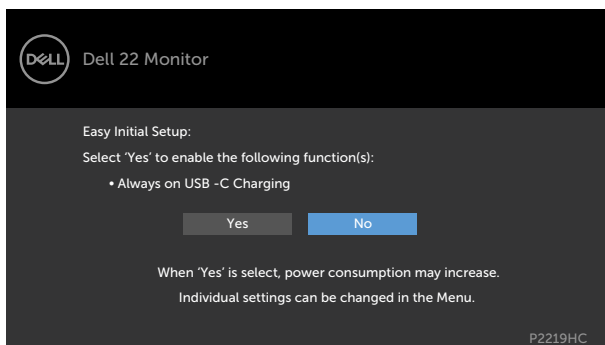 DELL
Dell 22 Monitor
Easy Initial Setup:
Select ‘Yes’ to enable the following function(s):
• Always on USB -C Charging
Yes No
When ‘Yes’ is select, power consumption may increase.
Individual settings can be changed in the Menu.
P2219HC